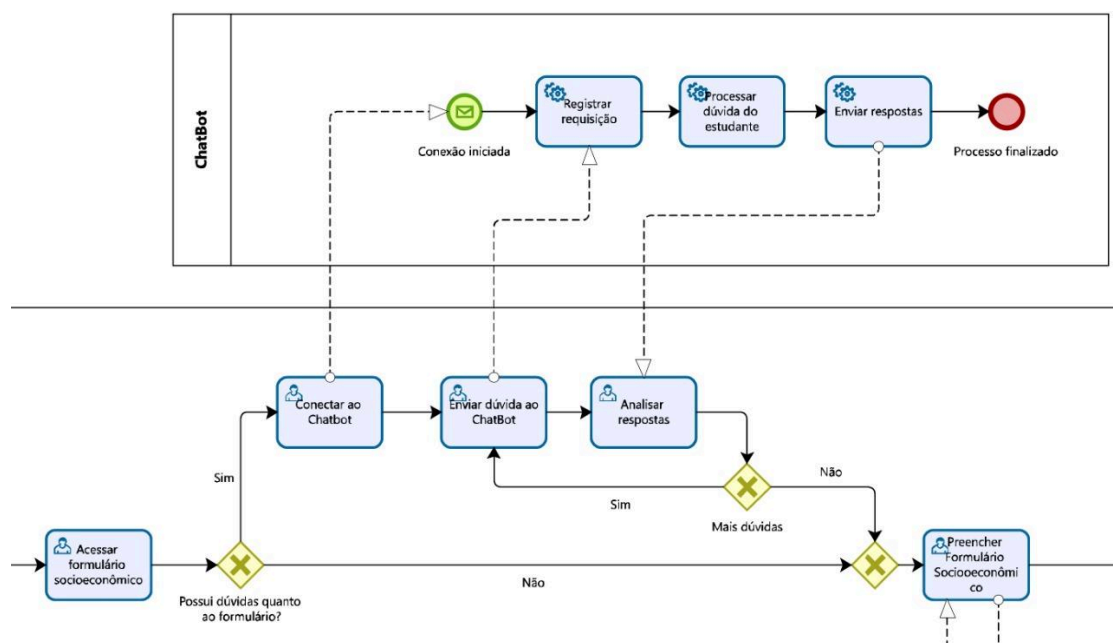 ChatBot
Conexão iniciada
Registrar
requisição
Processar
dúvida do
estudante
Enviar respostas
Processo finalizado
Conectar ao
Chatbot
Enviar dúvida ao
ChatBot
Analisar
respostas
Sim
Não
Sim
Mais dúvidas
Acessar
formulário
socioeconômico
Possui dúvidas quanto
ao formulário?
Não
Preencher
Formulário
Sociooeconômi
co